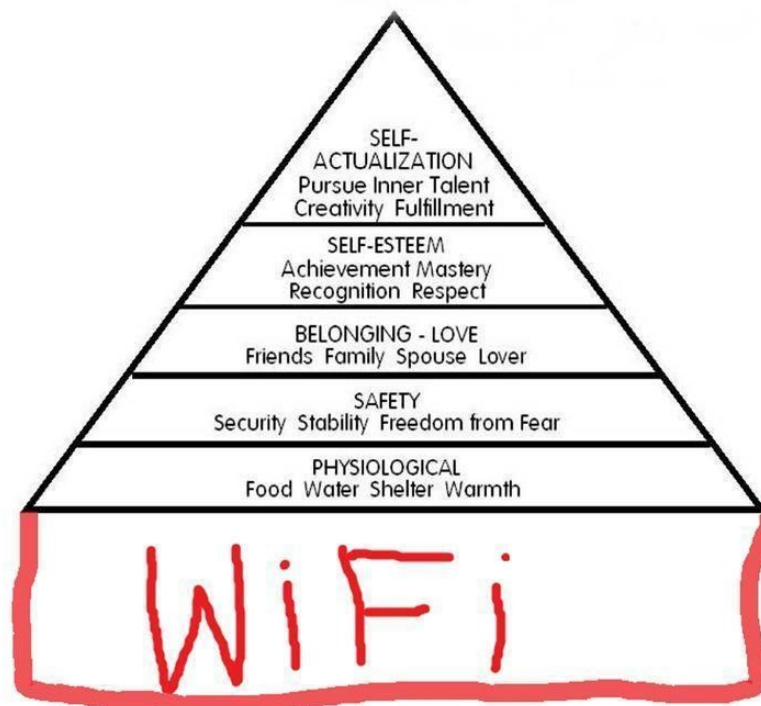 SELF-
ACTUALIZATION
Pursue Inner Talent
Creativity Fulfillment
SELF-ESTEEM
Achievement Mastery
Recognition Respect
BELONGING - LOVE
Friends Family Spouse Lover
SAFETY
Security Stability Freedom from Fear
PHYSIOLOGICAL
Food Water Shelter Warmth
WiFi